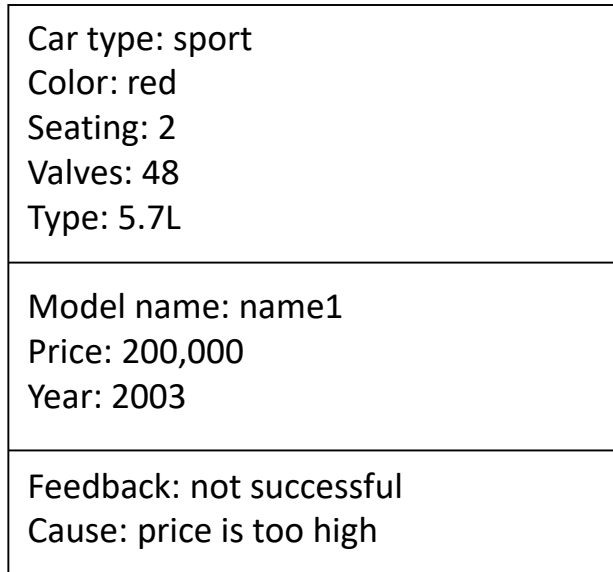 Car type: sport
Color: red
Seating: 2
Valves: 48
Type: 5.7L
Model name: name1
Price: 200,000
Year: 2003
Feedback: not successful
Cause: price is too high